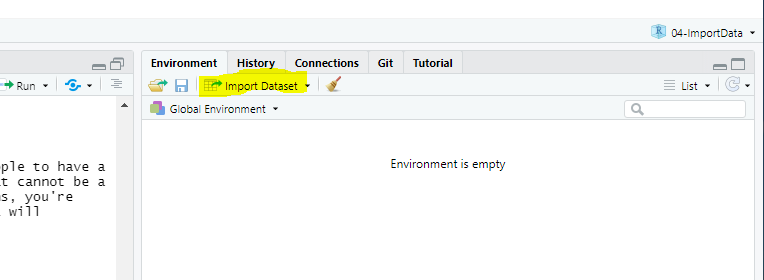 04-ImportData
Environment History Connections Git Tutorial
Run Import Dataset List
Global Environment
ple to have a Environment is empty
t cannot be a
s, you're
will